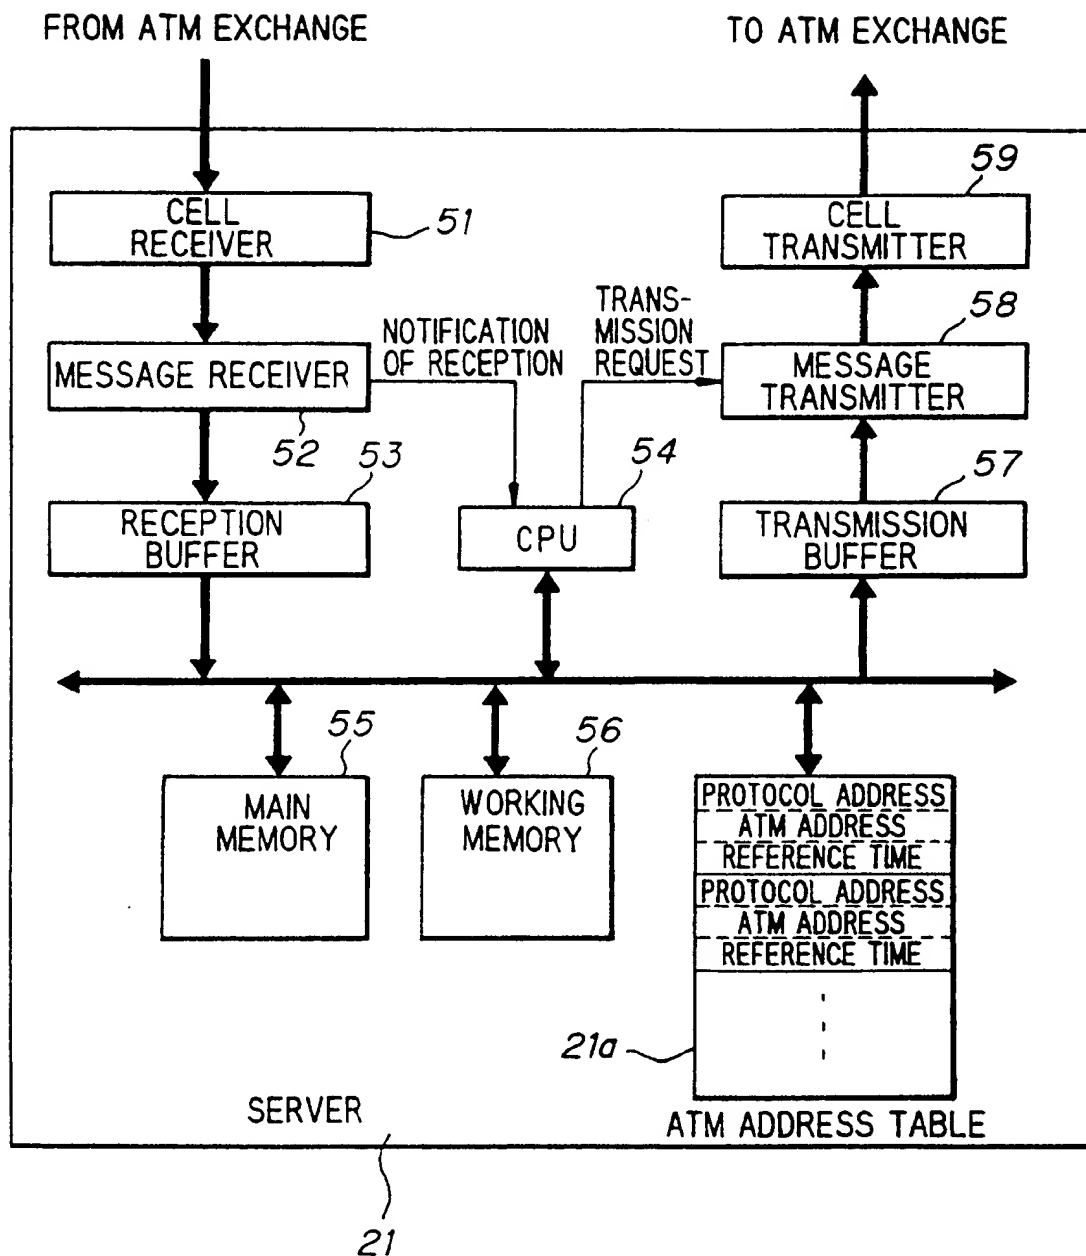 FROM ATM EXCHANGE
TO ATM EXCHANGE
59
CELL
RECEIVER
51
CELL
TRANSMITTER
58
NOTIFICATION
OF RECEPTION
TRANS-
MISSION
REQUEST
MESSAGE RECEIVER
52
MESSAGE
TRANSMITTER
53
54
57
RECEPTION
BUFFER
CPU
TRANSMISSION
BUFFER
55
56
MAIN
MEMORY
WORKING
MEMORY
PROTOCOL ADDRESS
ATM ADDRESS
REFERENCE TIME
PROTOCOL ADDRESS
ATM ADDRESS
REFERENCE TIME
21a
SERVER
ATM ADDRESS TABLE
21